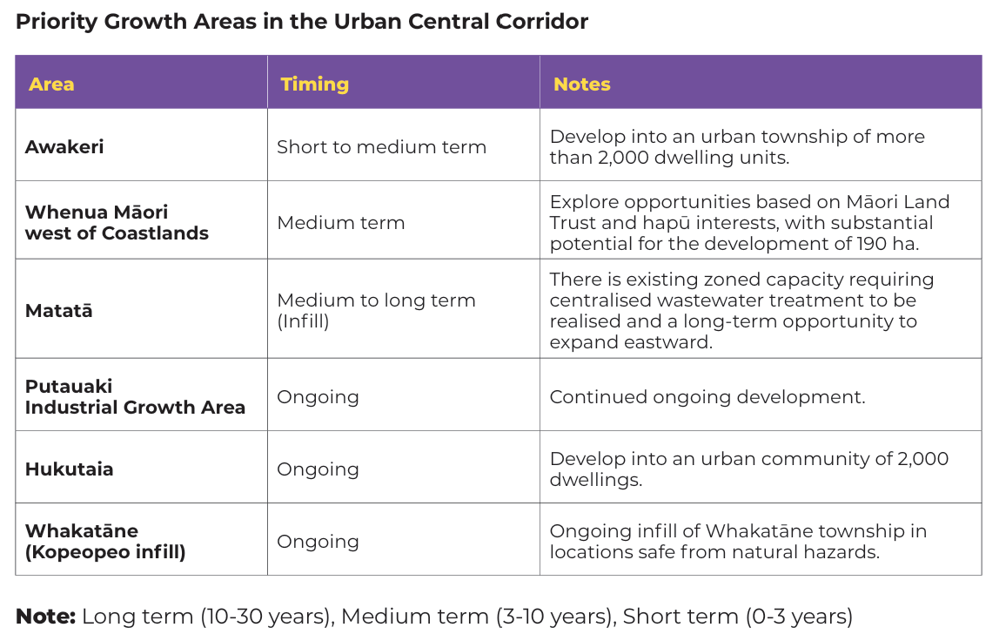 Priority Growth Areas in the Urban Central Corridor
Area
Timing
Notes
Awakeri
Short to medium term
Develop into an urban township of more
than 2,000 dwelling units.
Whenua Māori
west of Coastlands
Medium term
Explore opportunities based on Māori Land
Trust and hapū interests, with substantial
potential for the development of 190 ha.
Matatā
Medium to long term
(Infill)
There is existing zoned capacity requiring
centralised wastewater treatment to be
realised and a long-term opportunity to
expand eastward.
Putauaki
Industrial Growth Area
Ongoing
Continued ongoing development.
Hukutaia
Ongoing
Develop into an urban community of 2,000
dwellings.
Whakatāne
(Kopeopeo infill)
Ongoing
Ongoing infill of Whakatāne township in
locations safe from natural hazards.
Note: Long term (10-30 years), Medium term (3-10 years), Short term (0-3 years)